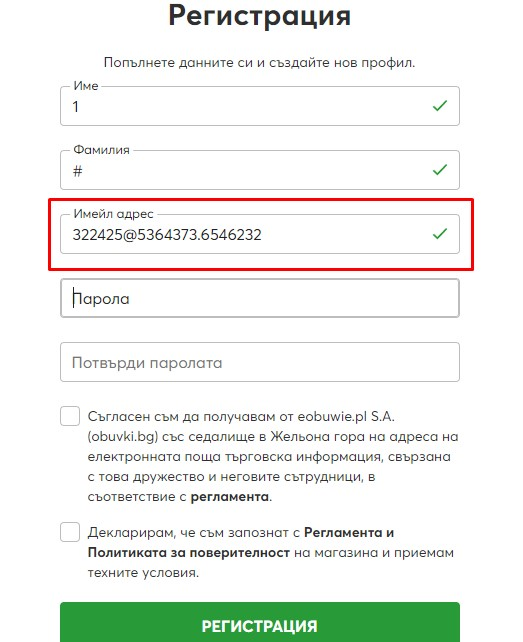 Регистрация
Попълнете данните си и създайте нов профил.
Име
1
Фамилия
#
Имейл адрес
322425@5364373.6546232
Парола
Потвърди паролата
Съгласен съм да получавам от eobuwie.pl S.A.
(obuvki.bg) със седалище в Жельона гора на адреса на
електронната поща търговска информация, свързана
с това дружество и неговите сътрудници, в
съответствие с регламента.
Декларирам, че съм запознат с Регламента и
Политиката за поверителност на магазина и приемам
техните условия.
РЕГИСТРАЦИЯ